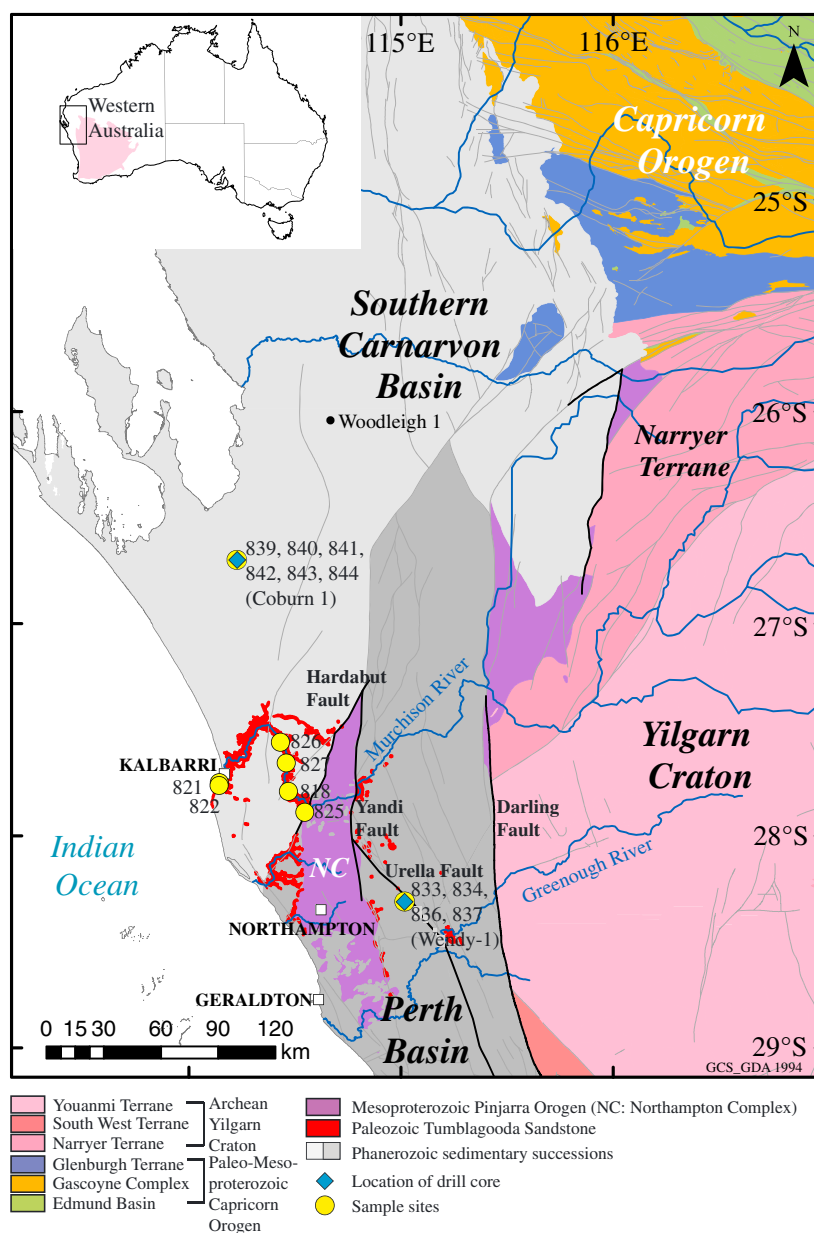 115°E
116°E
N
Western
Australia
Capricorn
Orogen
25°S
Southern
Carnarvon
Basin
Woodleigh 1
26°S
Narryer
Terrane
839, 840, 841,
842, 843, 844
(Coburn 1)
27°S
Hardabut
Fault
Murchison River
826
KALBARRI
827
821
818
822
825
Yilgarn
Craton
Yandi
Fault
Darling
Fault
28°S
Indian
Ocean
NC
Urella Fault
833, 834,
836, 837
(Wendy-1)
Greenough River
NORTHAMPTON
GERALDTON
Perth
Basin
0 15 30 60 90 120
km
29°S
GCS_GDA 1994
Youanmi Terrane
South West Terrane
Narryer Terrane
Archean
Yilgarn
Craton
Glenburgh Terrane
Gascoyne Complex
Edmund Basin
Paleo-Meso-
proterozoic
Capricorn
Orogen
Mesoproterozoic Pinjarra Orogen (NC: Northampton Complex)
Paleozoic Tumblagooda Sandstone
Phanerozoic sedimentary successions
Location of drill core
Sample sites